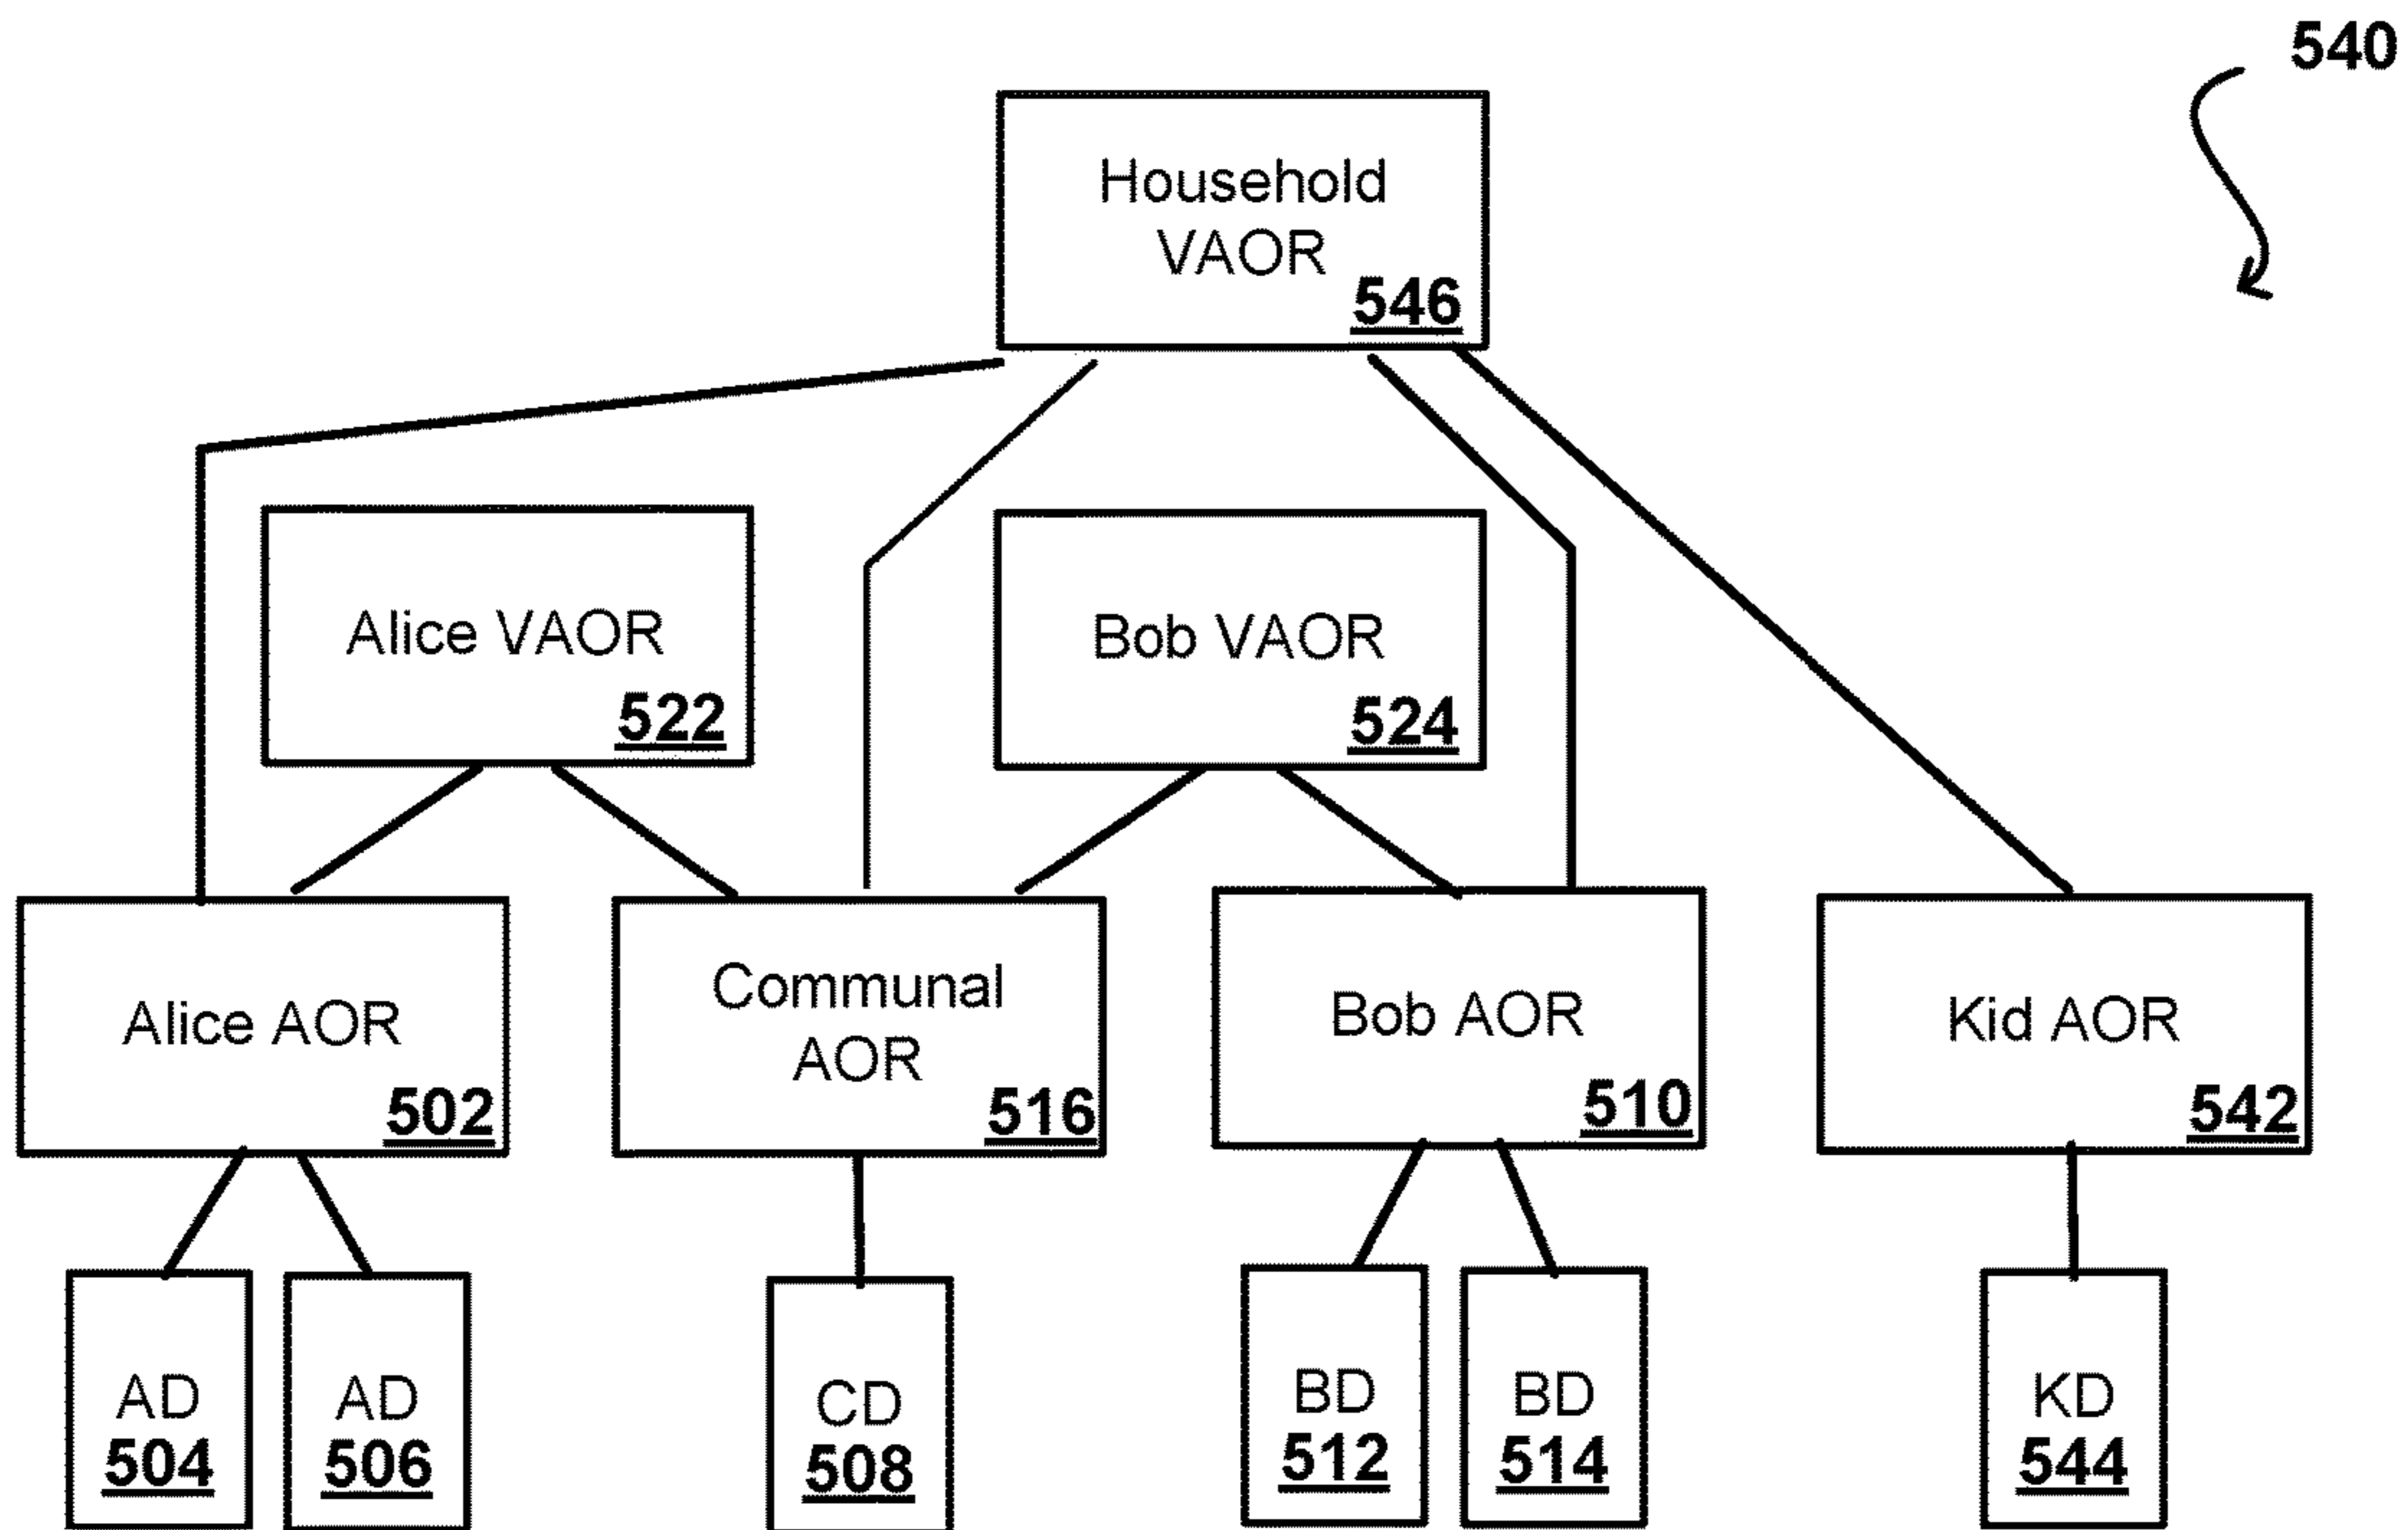 540
Household
VAOR
546
Alice VAOR
522
Bob VAOR
524
Alice AOR
502
Communal
AOR
516
Bob AOR
510
Kid AOR
542
AD
504
AD
506
CD
508
BD
512
BD
514
KD
544